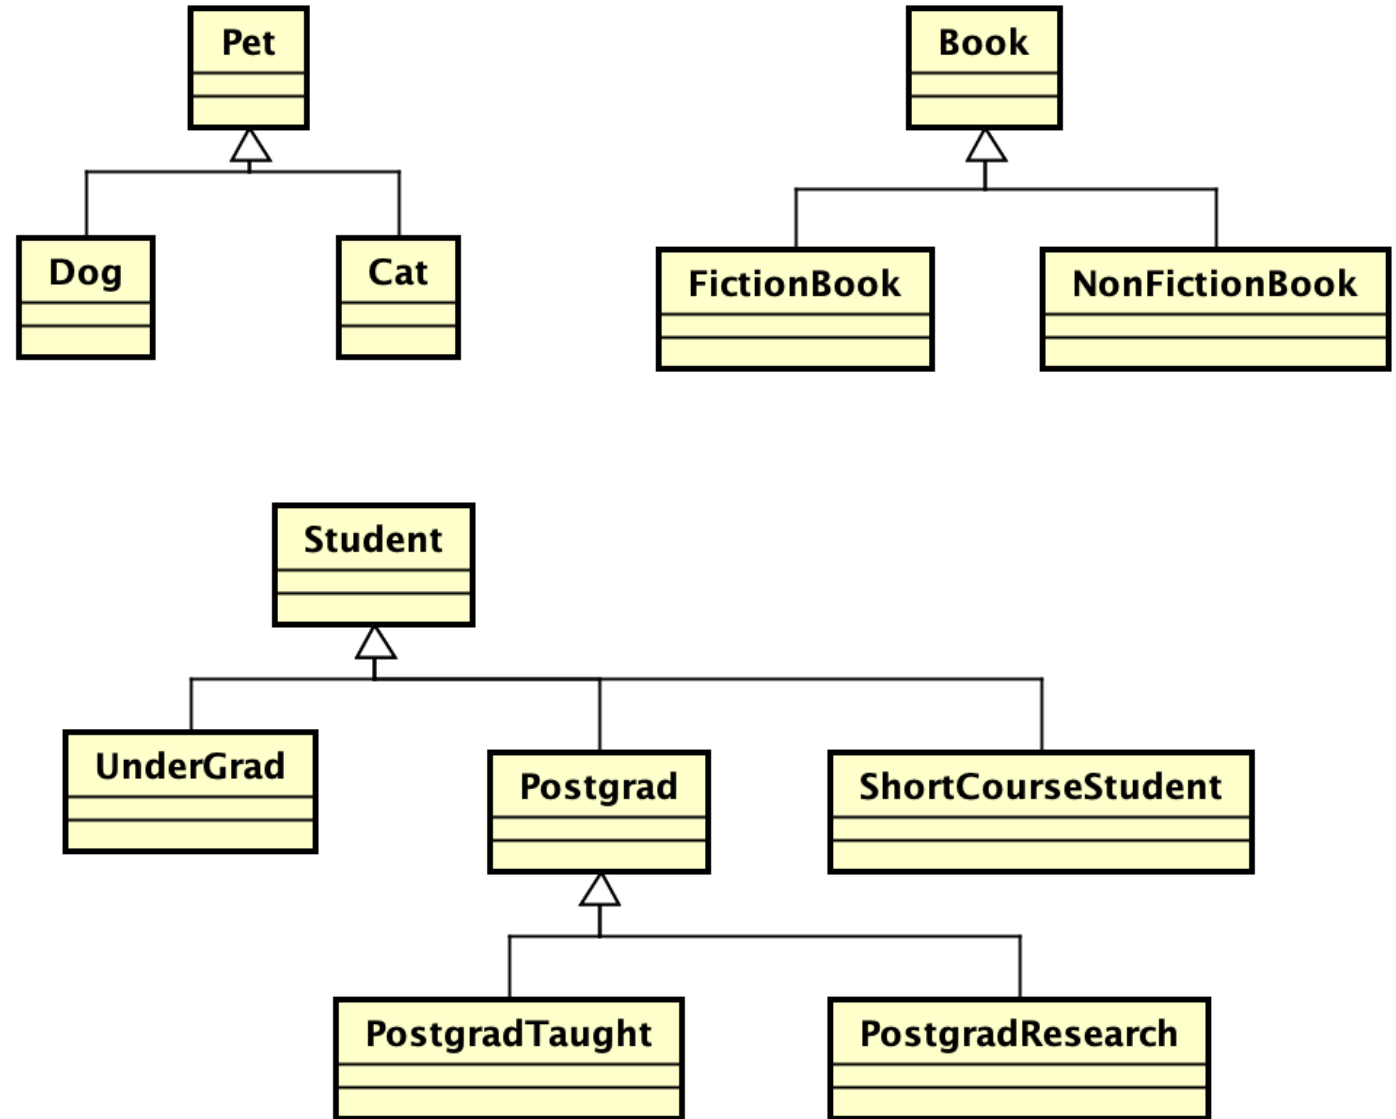 Pet
Book
Dog
Cat
FictionBook
NonFictionBook
Student
UnderGrad
Postgrad
ShortCourseStudent
PostgradTaught
PostgradResearch